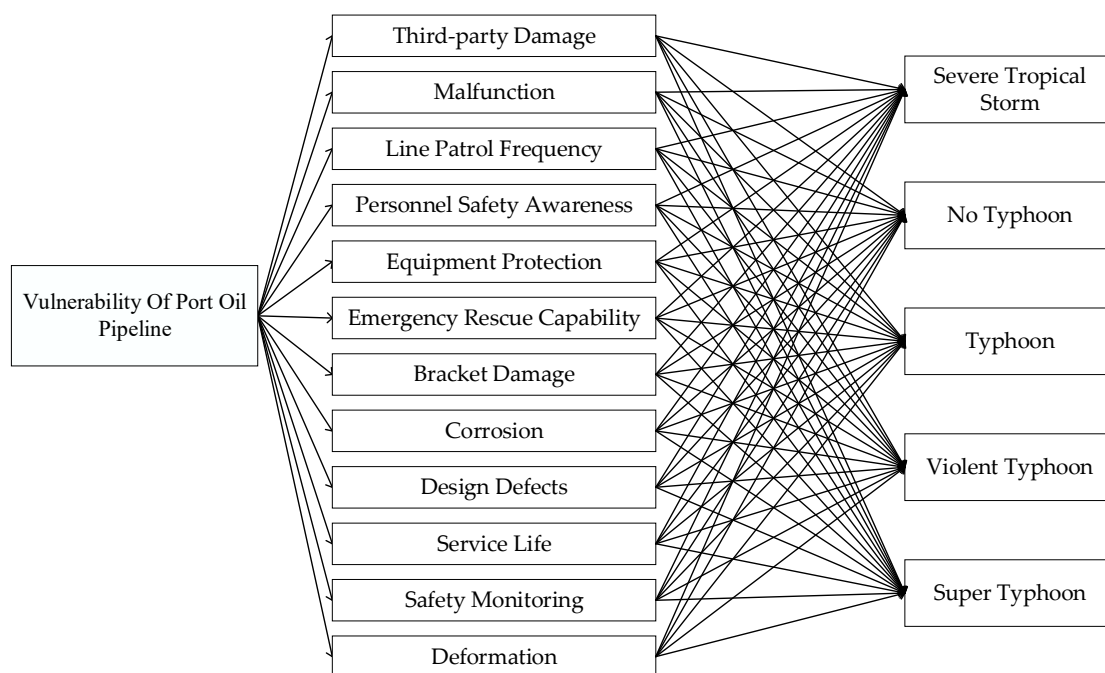 Vulnerability Of Port Oil
Pipeline
Third-party Damage
Malfunction
Line Patrol Frequency
Personnel Safety Awareness
Equipment Protection
Emergency Rescue Capability
Bracket Damage
Corrosion
Design Defects
Service Life
Safety Monitoring
Deformation
Severe Tropical
Storm
No Typhoon
Typhoon
Violent Typhoon
Super Typhoon